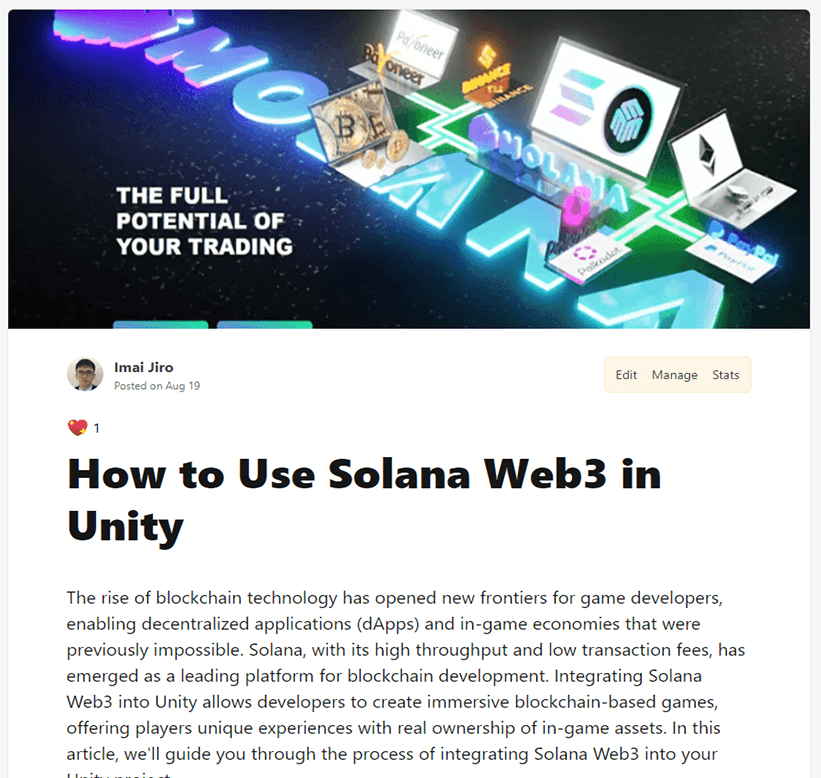 MOLANA
Payoneer
Payoneer
BINANCE
BINANCE
MOLANA
Polkadot
PayPal
PayPal
THE FULL
POTENTIAL OF
YOUR TRADING
Imai Jiro
Posted on Aug 19
Edit Manage Stats
1
How to Use Solana Web3 in
Unity
The rise of blockchain technology has opened new frontiers for game developers,
enabling decentralized applications (dApps) and in-game economies that were
previously impossible. Solana, with its high throughput and low transaction fees, has
emerged as a leading platform for blockchain development. Integrating Solana
Web3 into Unity allows developers to create immersive blockchain-based games,
offering players unique experiences with real ownership of in-game assets. In this
article, we'll guide you through the process of integrating Solana Web3 into your
Unity project